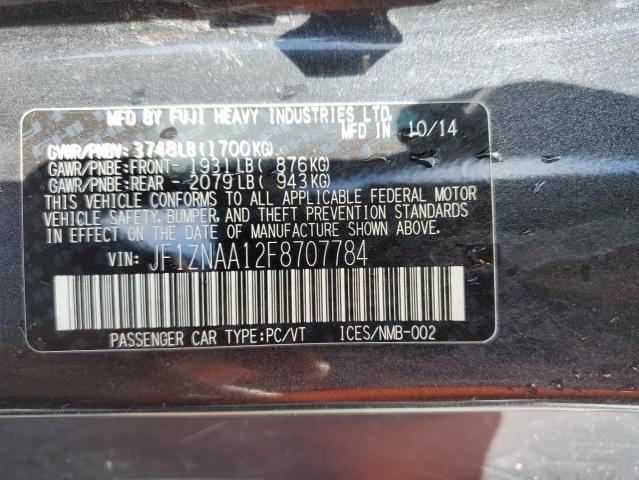 MFD BY FUJI HEAVY INDUSTRIES LTD.
MFD IN 10/14
GVWR/PNBV: 3748LB(1700KG)
GAWR/PNBE:FRONT- 1931LB( 876KG)
GAWR/PNBE:REAR - 2079LB( 943KG)
THIS VEHICLE CONFORMS TO ALL APPLICABLE FEDERAL MOTOR
VEHICLE SAFETY, BUMPER, AND THEFT PREVENTION STANDARDS
IN EFFECT ON THE DATE OF MANUFACTURE SHOWN ABOVE.
VIN: JF1ZNAA12F8707784
PASSENGER CAR TYPE:PC/VT ICES/NMB-002